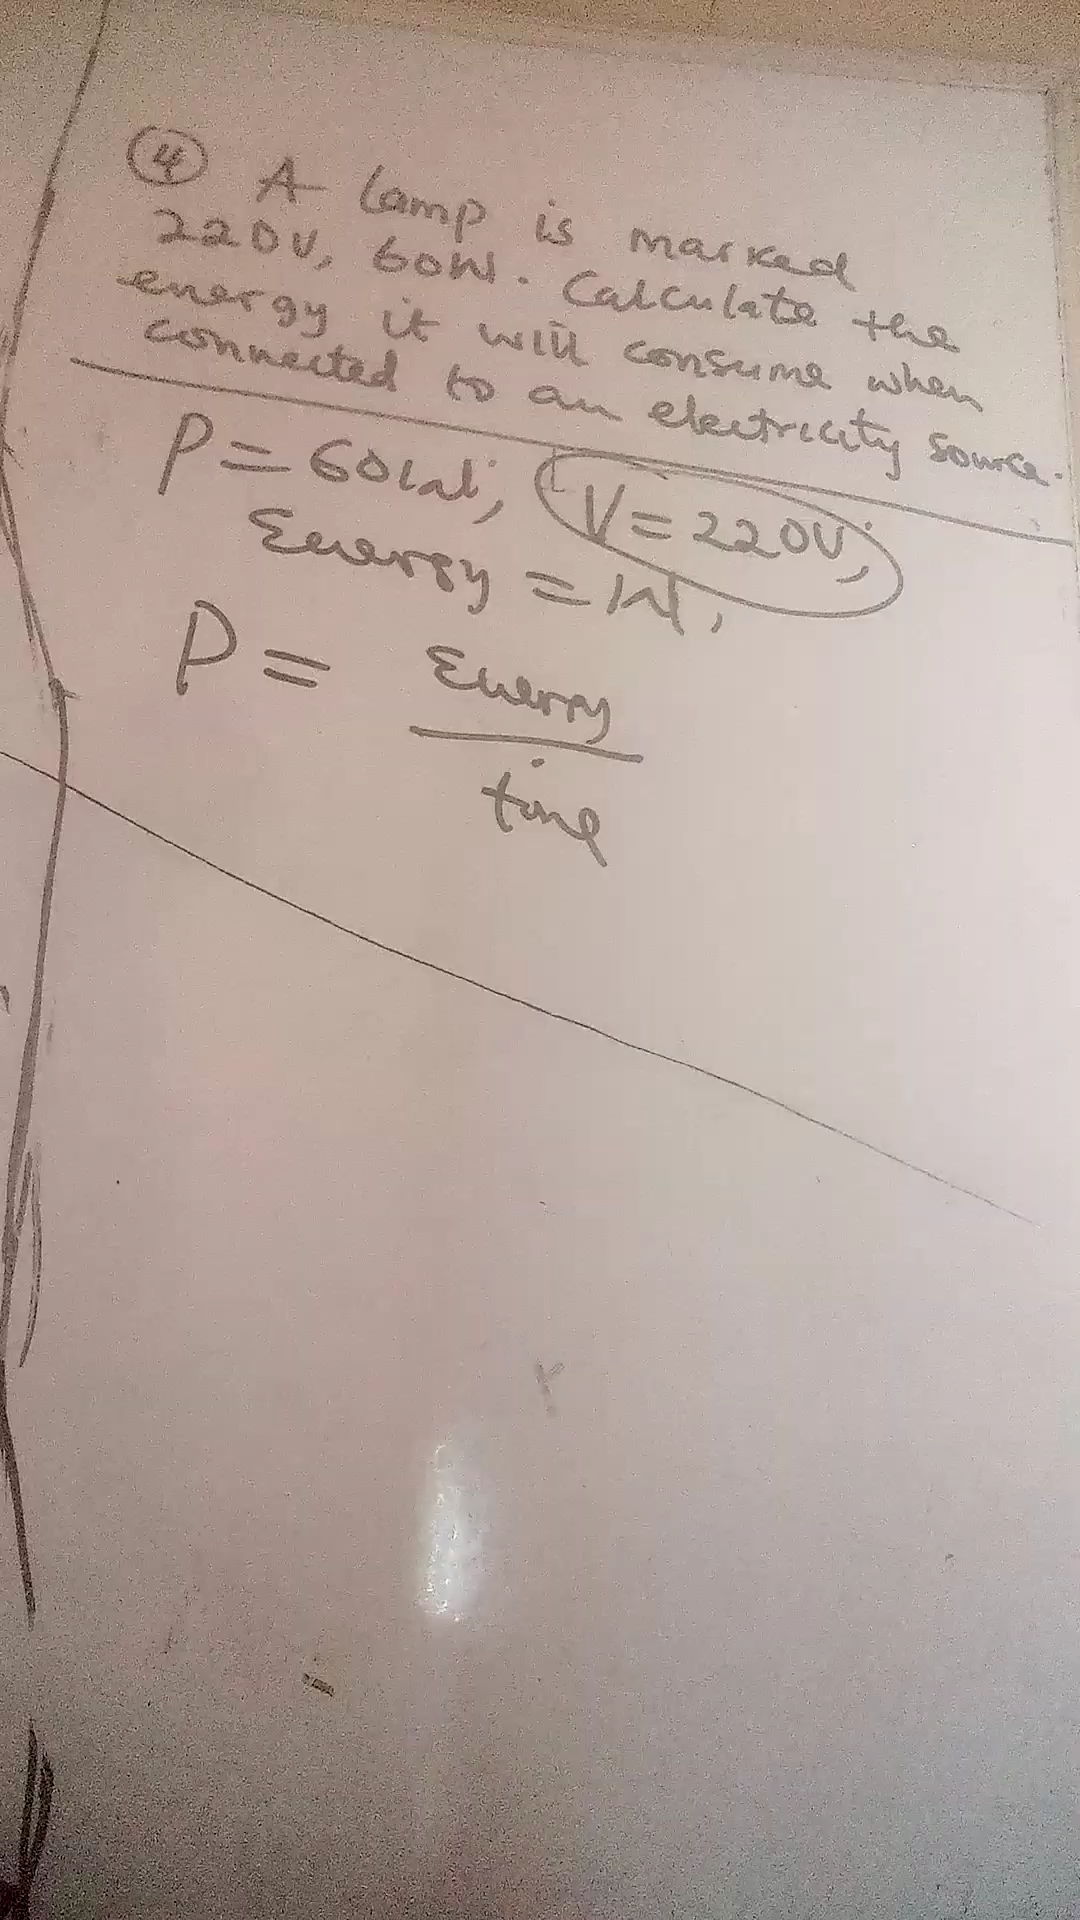 ④ A lamp is marked
220V, 60W. Calculate the
energy it will consume when
connected to an electricity source.
P = 60W; V = 220V;
Energy = W,
P = Energy
time